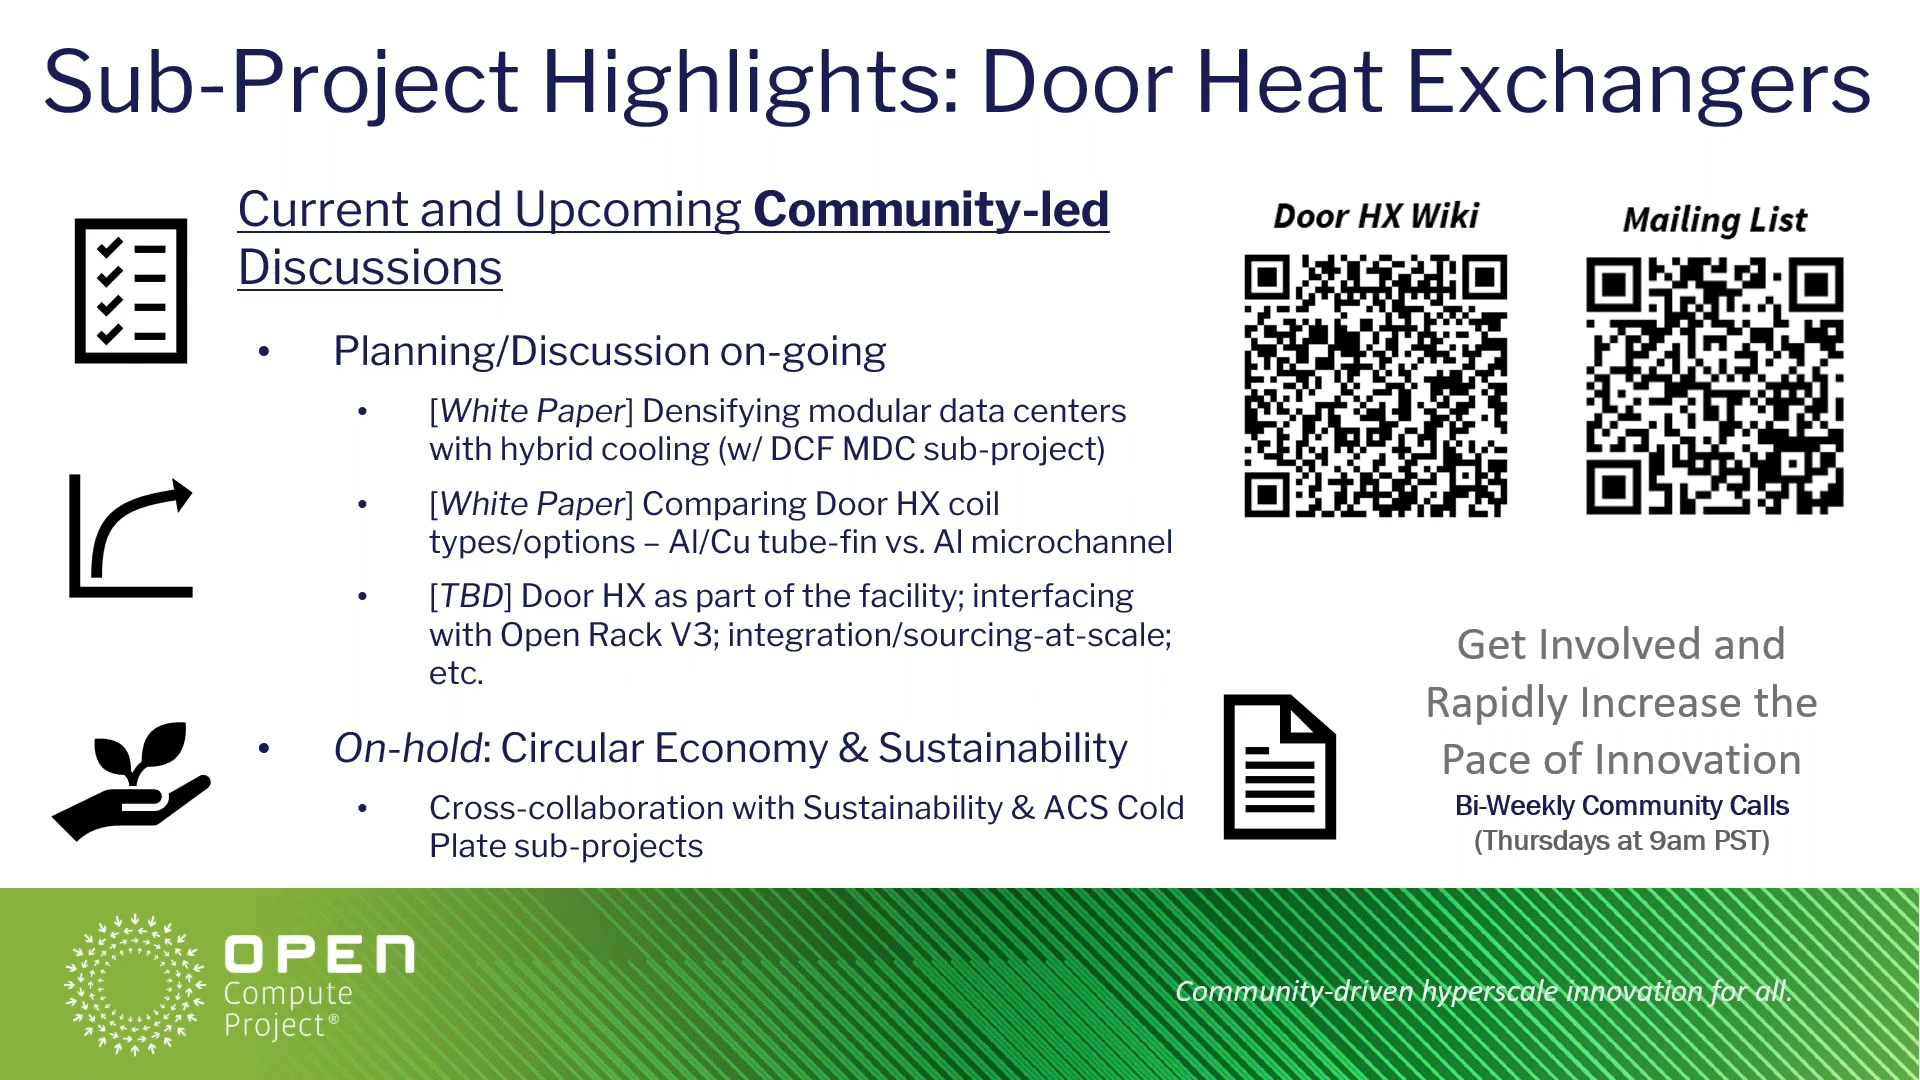 Sub-Project Highlights: Door Heat Exchangers
Current and Upcoming Community-led
Discussions
• Planning/Discussion on-going
• [White Paper] Densifying modular data centers
with hybrid cooling (w/ DCF MDC sub-project)
• [White Paper] Comparing Door HX coil
types/options – Al/Cu tube-fin vs. Al microchannel
• [TBD] Door HX as part of the facility; interfacing
with Open Rack V3; integration/sourcing-at-scale;
etc.
• On-hold: Circular Economy & Sustainability
• Cross-collaboration with Sustainability & ACS Cold
Plate sub-projects
Door HX Wiki
Mailing List
Get Involved and
Rapidly Increase the
Pace of Innovation
Bi-Weekly Community Calls
(Thursdays at 9am PST)
OPEN
Compute
Project®
Community-driven hyperscale innovation for all.